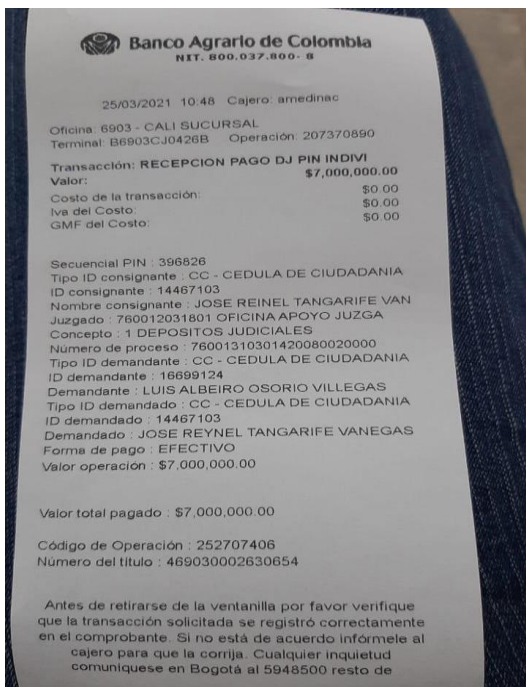 Banco Agrario de Colombia
NIT. 800.037.800- 8
25/03/2021 10:48 Cajero: amedinac
Oficina: 6903 - CALI SUCURSAL
Terminal: B6903CJ0426B Operación: 207370890
Transacción: RECEPCION PAGO DJ PIN INDIVI
Valor: $7,000,000.00
Costo de la transacción: $0.00
Iva del Costo: $0.00
GMF del Costo: $0.00
Secuencial PIN : 396826
Tipo ID consignante : CC - CEDULA DE CIUDADANIA
ID consignante : 14467103
Nombre consignante : JOSE REINEL TANGARIFE VAN
Juzgado : 760012031801 OFICINA APOYO JUZGA
Concepto : 1 DEPOSITOS JUDICIALES
Número de proceso : 76001310301420080020000
Tipo ID demandante : CC - CEDULA DE CIUDADANIA
ID demandante : 16699124
Demandante : LUIS ALBEIRO OSORIO VILLEGAS
Tipo ID demandado : CC - CEDULA DE CIUDADANIA
ID demandado : 14467103
Demandado : JOSE REYNEL TANGARIFE VANEGAS
Forma de pago : EFECTIVO
Valor operación : $7,000,000.00
Valor total pagado : $7,000,000.00
Código de Operación : 252707406
Número del título : 469030002630654
Antes de retirarse de la ventanilla por favor verifique
que la transacción solicitada se registró correctamente
en el comprobante. Si no está de acuerdo infórmele al
cajero para que la corrija. Cualquier inquietud
comuniquese en Bogotá al 5948500 resto de